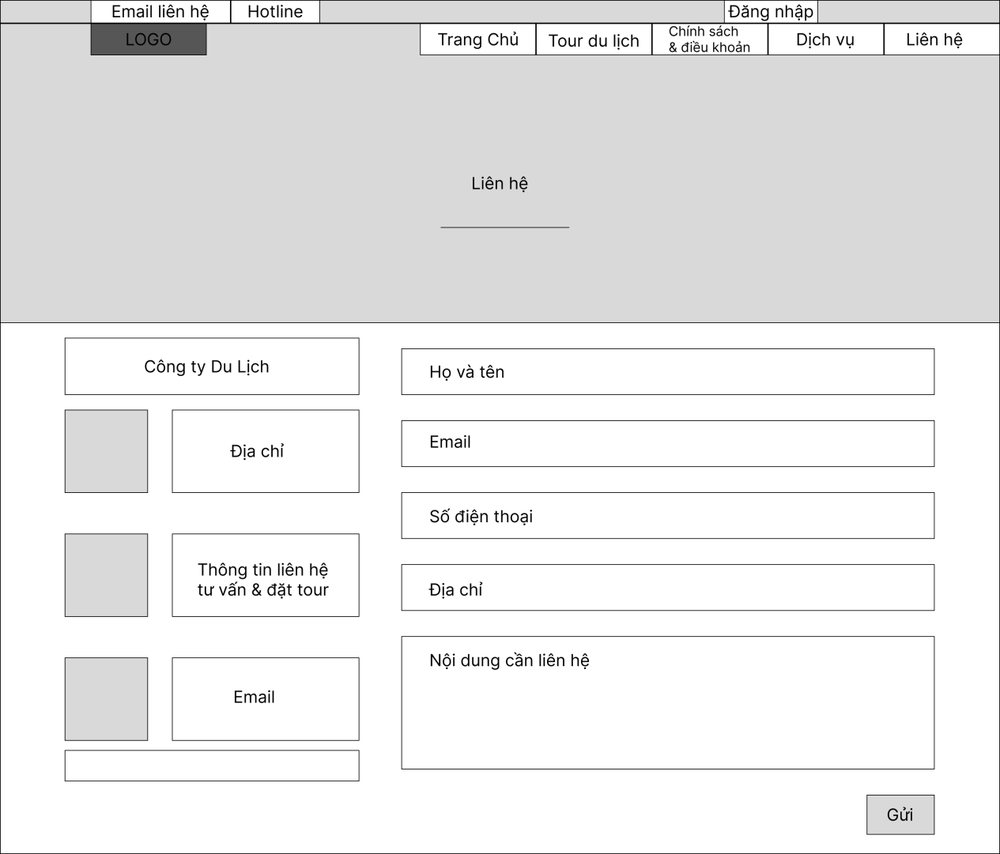 Email liên hệ
Hotline
Đăng nhập
LOGO
Trang Chủ
Tour du lịch
Chính sách
& điều khoản
Dịch vụ
Liên hệ
Liên hệ
Công ty Du Lịch
Địa chỉ
Thông tin liên hệ
tư vấn & đặt tour
Email
Họ và tên
Email
Số điện thoại
Địa chỉ
Nội dung cần liên hệ
Gửi